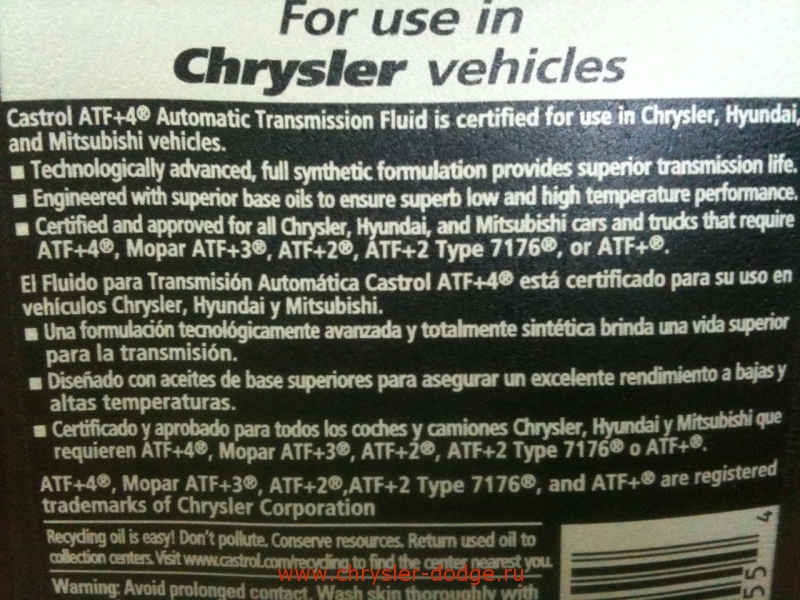 For use in
Chrysler vehicles
Castrol ATF+4® Automatic Transmission Fluid is certified for use in Chrysler, Hyundai,
and Mitsubishi vehicles.
■ Technologically advanced, full synthetic formulation provides superior transmission life.
■ Engineered with superior base oils to ensure superb low and high temperature performance.
■ Certified and approved for all Chrysler, Hyundai, and Mitsubishi cars and trucks that require
ATF+4®, Mopar ATF+3®, ATF+2®, ATF+2 Type 7176®, or ATF+®.
El Fluido para Transmisión Automática Castrol ATF+4® está certificado para su uso en
vehículos Chrysler, Hyundai y Mitsubishi.
■ Una formulación tecnológicamente avanzada y totalmente sintética brinda una vida superior
para la transmisión.
■ Diseñado con aceites de base superiores para asegurar un excelente rendimiento a bajas y
altas temperaturas.
■ Certificado y aprobado para todos los coches y camiones Chrysler, Hyundai y Mitsubishi que
requieren ATF+4®, Mopar ATF+3®, ATF+2®, ATF+2 Type 7176® o ATF+®.
ATF+4®, Mopar ATF+3®, ATF+2®,ATF+2 Type 7176®, and ATF+® are registered
trademarks of Chrysler Corporation
Recycling oil is easy! Don't pollute. Conserve resources. Return used oil to
collection centers. Visit www.castrol.com/recycling to find the center nearest you.
Warning: Avoid prolonged contact. Wash skin thoroughly with
www.chrysler-dodge.ru
55 4